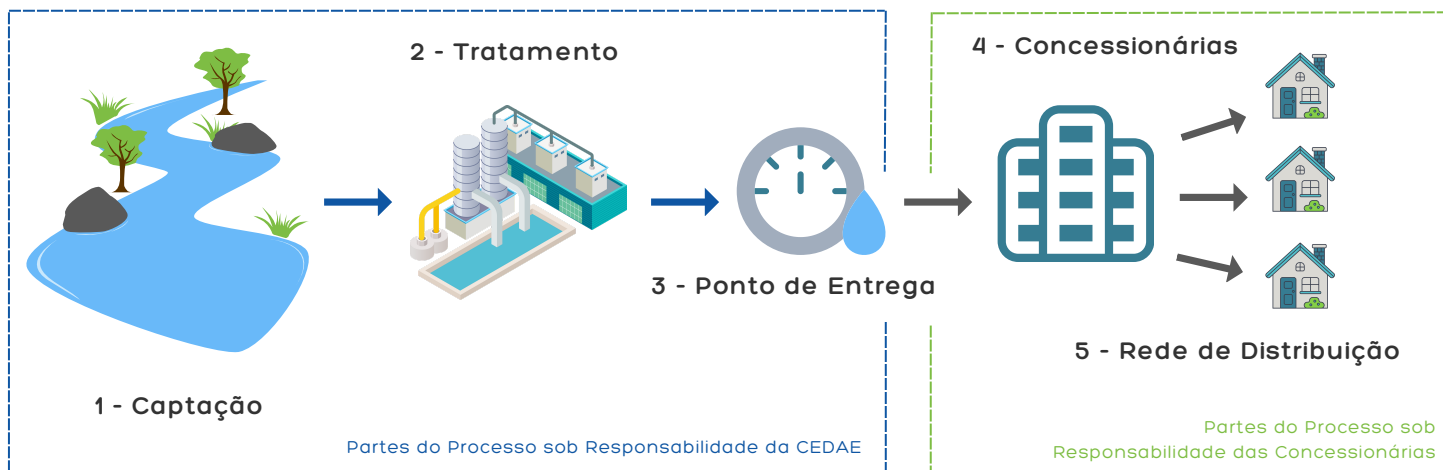 1 - Captação
2 - Tratamento
3 - Ponto de Entrega
Partes do Processo sob Responsabilidade da CEDAE
4 - Concessionárias
5 - Rede de Distribuição
Partes do Processo sob
Responsabilidade das Concessionárias